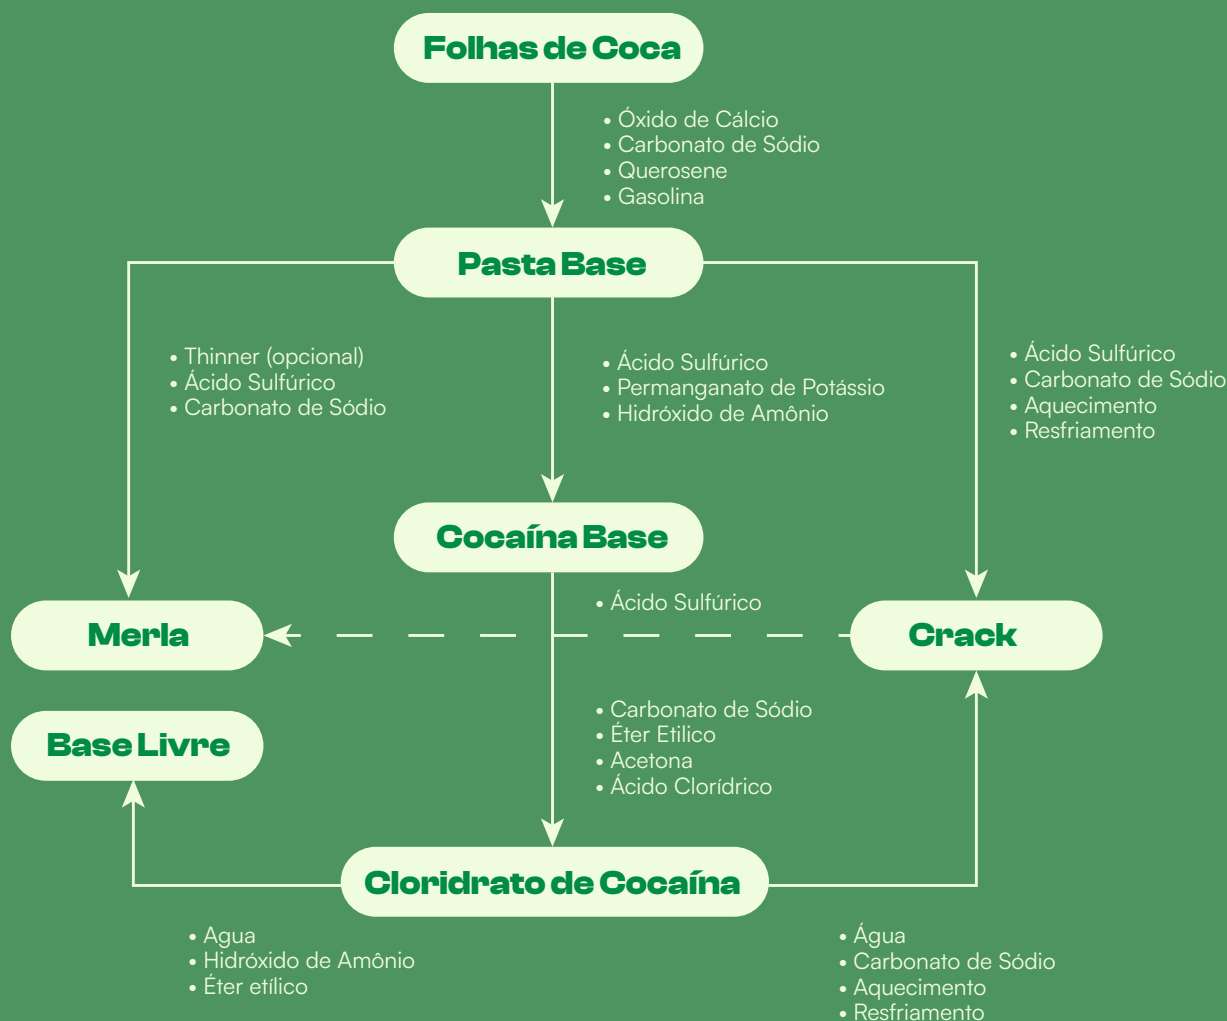 Folhas de Coca
• Óxido de Cálcio
• Carbonato de Sódio
• Querosene
• Gasolina
Pasta Base
• Thinner (opcional)
• Ácido Sulfúrico
• Carbonato de Sódio
• Ácido Sulfúrico
• Permanganato de Potássio
• Hidróxido de Amônio
• Ácido Sulfúrico
• Carbonato de Sódio
• Aquecimento
• Resfriamento
Cocaína Base
• Ácido Sulfúrico
Merla
Crack
Base Livre
• Carbonato de Sódio
• Éter Etilico
• Acetona
• Ácido Clorídrico
Cloridrato de Cocaína
• Agua
• Hidróxido de Amônio
• Éter etílico
• Água
• Carbonato de Sódio
• Aquecimento
• Resfriamento